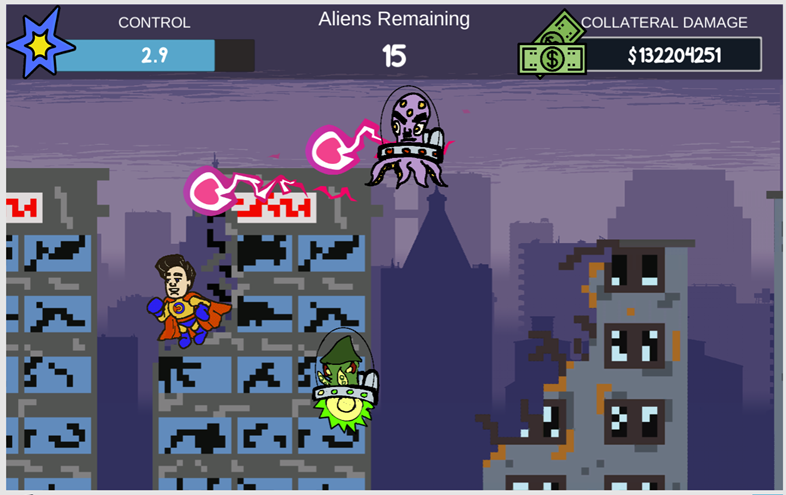 CONTROL
2.9
Aliens Remaining
15
COLLATERAL DAMAGE
$132204251